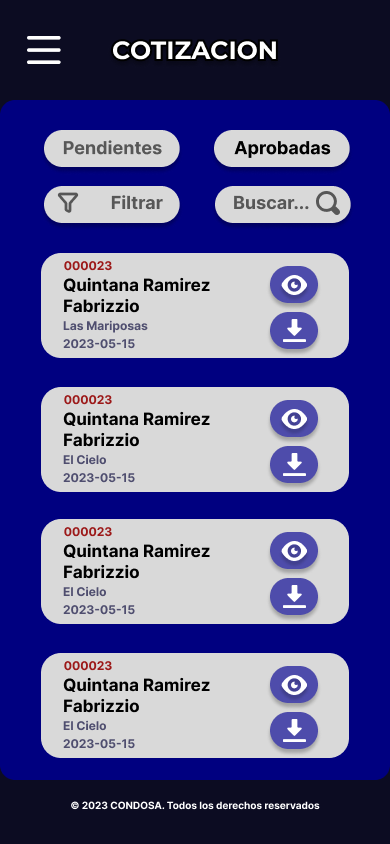 COTIZACION
Pendientes
Aprobadas
Filtrar
Buscar...
000023
Quintana Ramirez
Fabrizzio
Las Mariposas
2023-05-15
000023
Quintana Ramirez
Fabrizzio
El Cielo
2023-05-15
000023
Quintana Ramirez
Fabrizzio
El Cielo
2023-05-15
000023
Quintana Ramirez
Fabrizzio
El Cielo
2023-05-15
© 2023 CONDOSA. Todos los derechos reservados